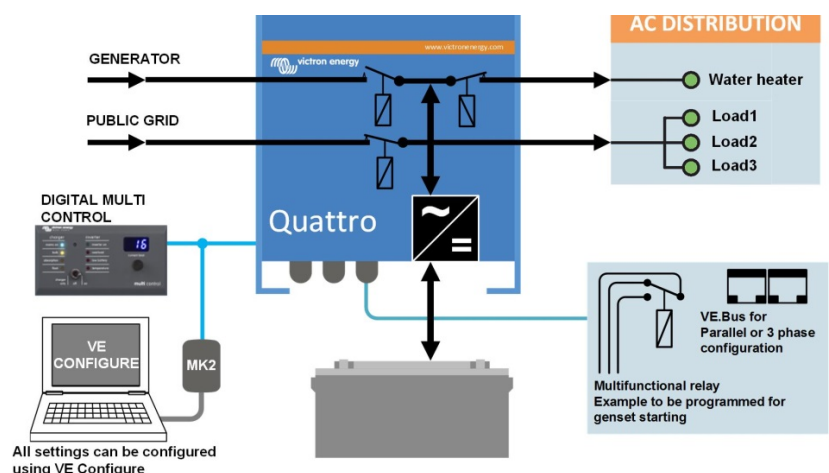 AC DISTRIBUTION
www.victronenergy.com
GENERATOR
victron energy
Water heater
PUBLIC GRID
Load1
Load2
Load3
DIGITAL MULTI
CONTROL
16
multi control
Quattro
VE
CONFIGURE
MK2
VE.Bus for
Parallel or 3 phase
configuration
Multifunctional relay
Example to be programmed for
genset starting
All settings can be configured
using VE Configure